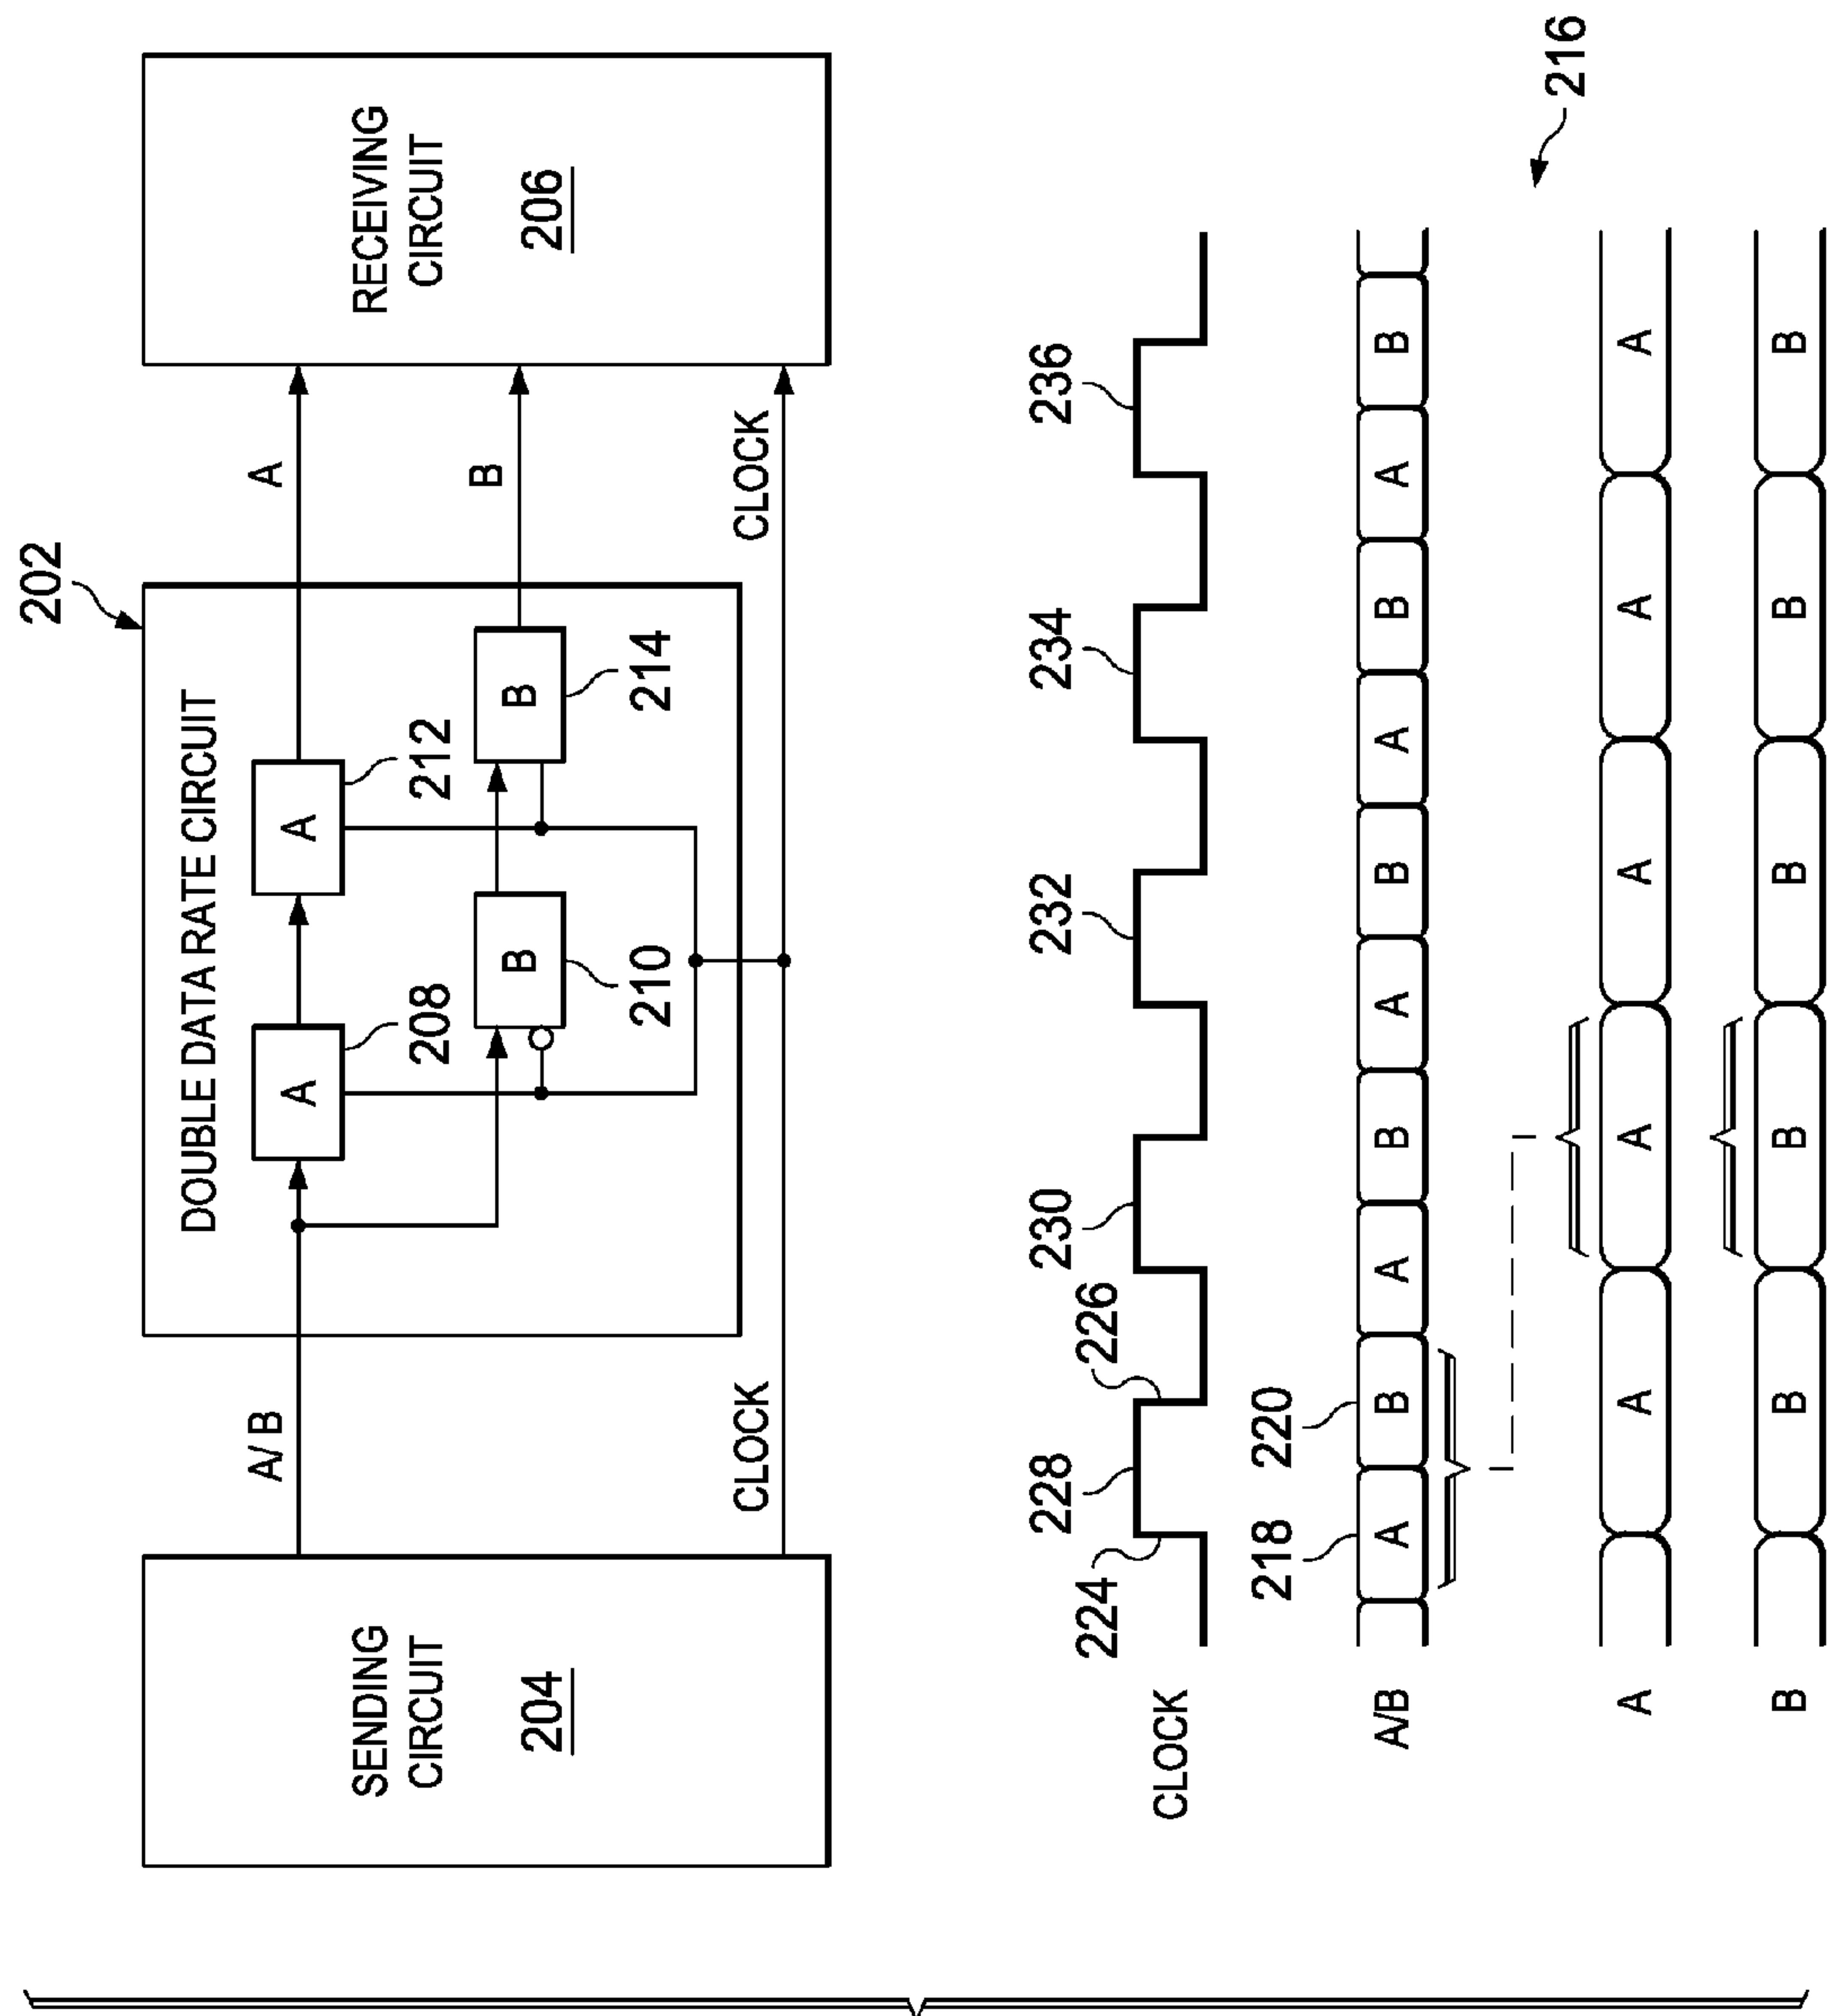 202
DOUBLE DATA RATE CIRCUIT
SENDING
CIRCUIT
204
A/B
CLOCK
A
208
A
212
B
210
B
214
A
B
CLOCK
RECEIVING
CIRCUIT
206
216
CLOCK
224
228
226
230
232
234
236
218
220
A/B
A
B
A
B
A
B
A
B
A
B
A
A
A
A
A
A
B
B
B
B
B
B